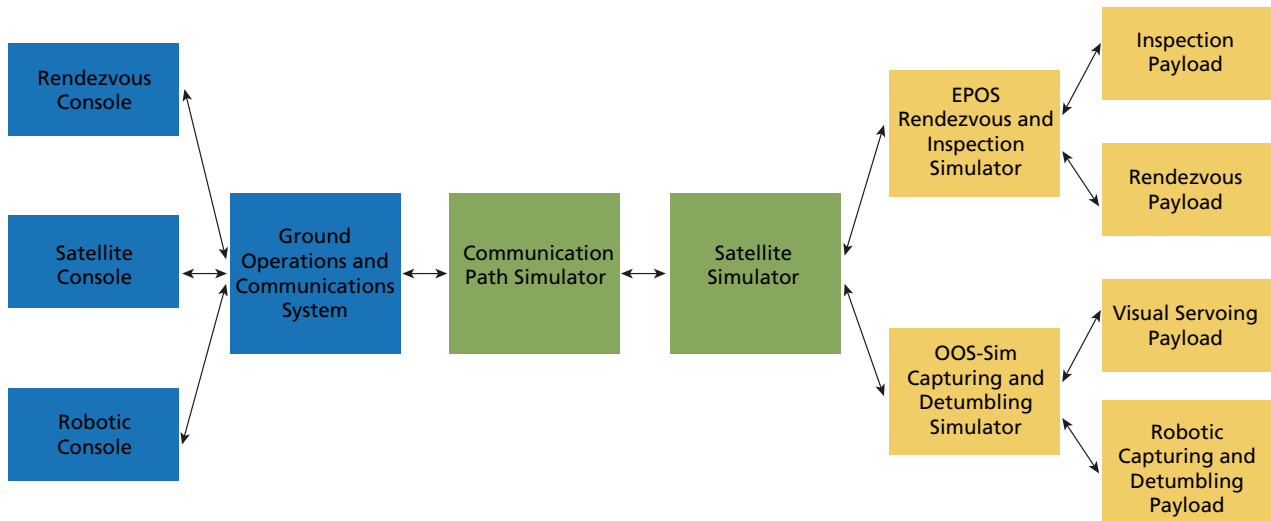 Rendezvous
Console
Satellite
Console
Robotic
Console
Ground
Operations and
Communications
System
Communication
Path Simulator
Satellite
Simulator
EPOS
Rendezvous and
Inspection
Simulator
OOS-Sim
Capturing and
Detumbling
Simulator
Inspection
Payload
Rendezvous
Payload
Visual Servoing
Payload
Robotic
Capturing and
Detumbling
Payload